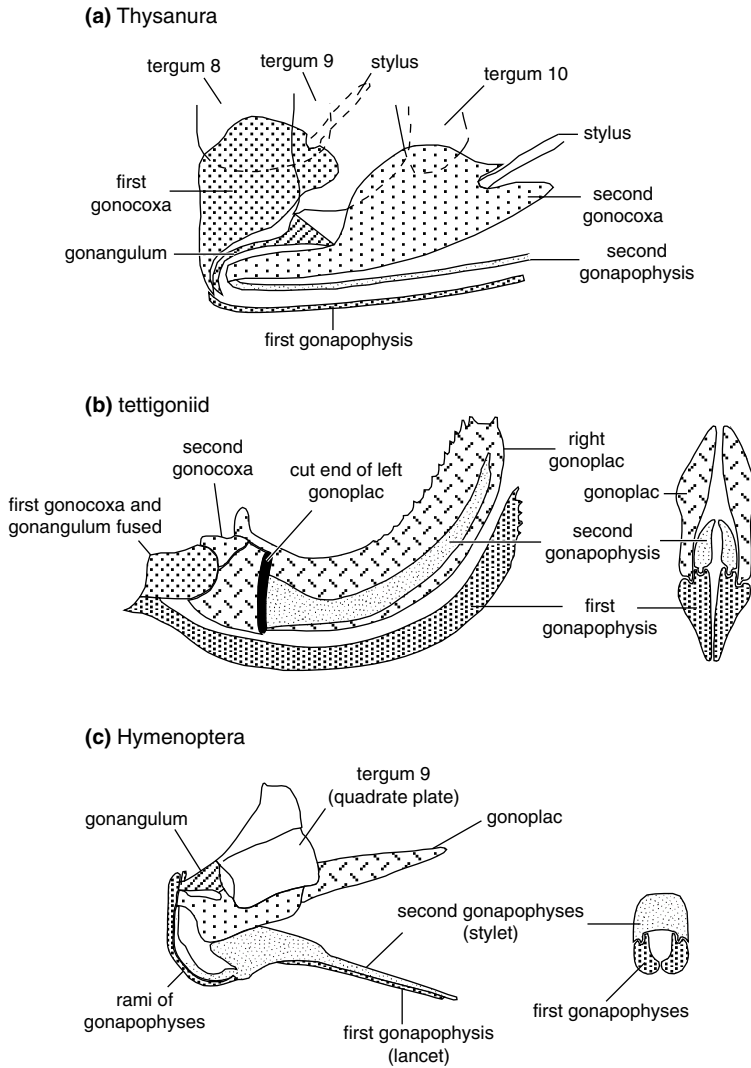 (a) Thysanura
tergum 8
tergum 9
stylus
tergum 10
stylus
first
gonocoxa
second
gonocoxa
gonangulum
second
gonapophysis
first gonapophysis
(b) tettigoniid
second
gonocoxa
cut end of left
gonoplac
right
gonoplac
gonoplac
first gonocoxa and
gonangulum fused
second
gonapophysis
first
gonapophysis
(c) Hymenoptera
tergum 9
(quadrate plate)
gonangulum
gonoplac
second gonapophyses
(stylet)
rami of
gonapophyses
first gonapophysis
(lancet)
first gonapophyses